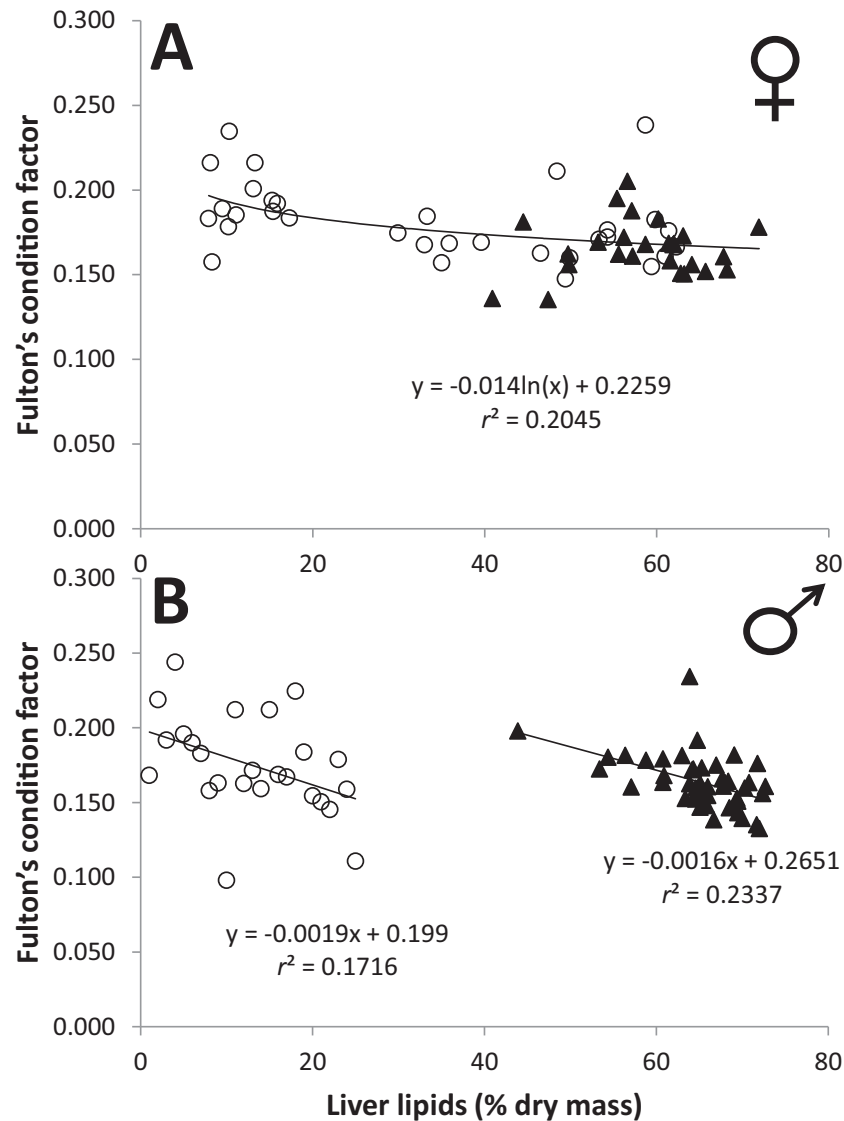 A
♀
0.300
0.250
0.200
0.150
0.100
0.050
0.000
Fulton's condition factor
y = -0.014ln(x) + 0.2259
r² = 0.2045
0 20 40 60 80
B
♂
0.300
0.250
0.200
0.150
0.100
0.050
0.000
Fulton's condition factor
y = -0.0016x + 0.2651
r² = 0.2337
y = -0.0019x + 0.199
r² = 0.1716
0 20 40 60 80
Liver lipids (% dry mass)